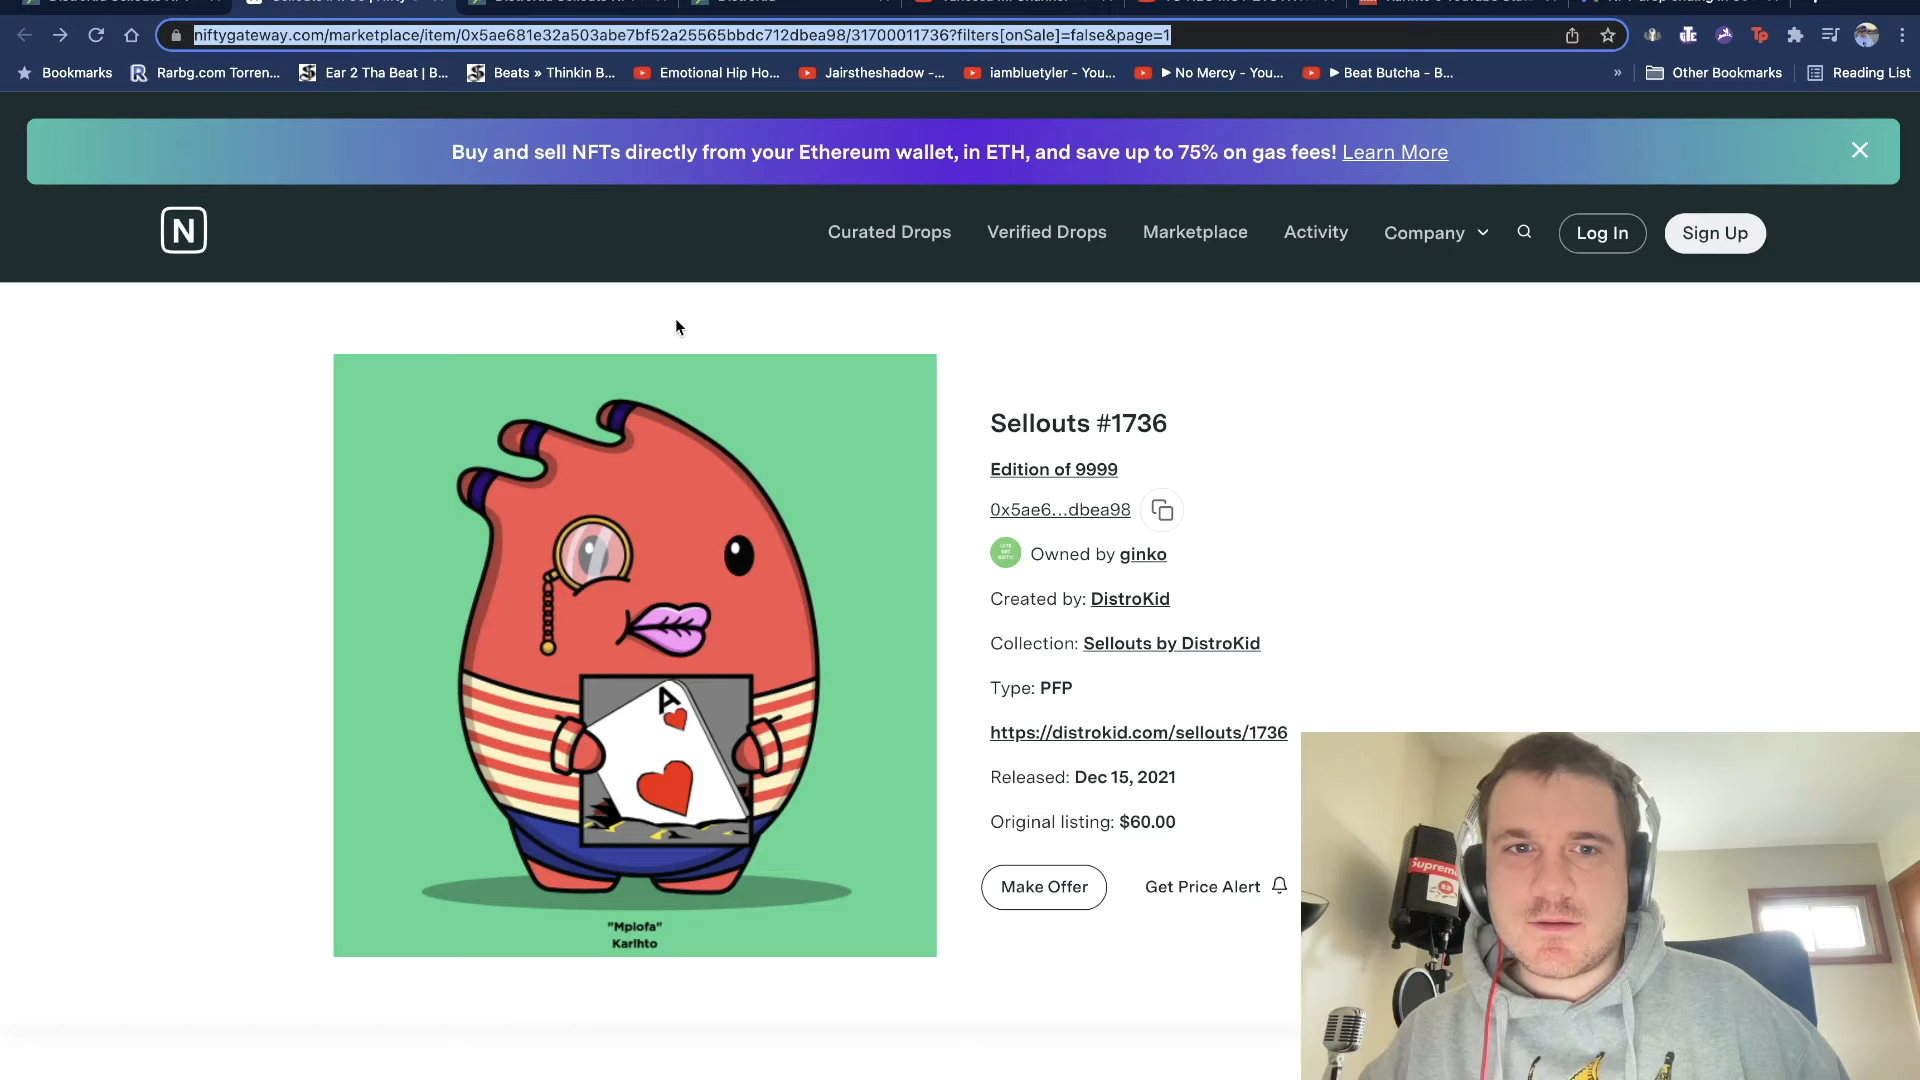 niftygateway.com/marketplace/item/0x5ae681e32a503abe7bf52a25565bbdc712dbea98/31700011736?filters[onSale]=false&page=1
Bookmarks
Rarbg.com Torren...
Ear 2 Tha Beat | B...
Beats » Thinkin B...
Emotional Hip Ho...
Jairstheshadow -...
iambluetyler - You...
► No Mercy - You...
► Beat Butcha - B...
»
Other Bookmarks
Reading List
Buy and sell NFTs directly from your Ethereum wallet, in ETH, and save up to 75% on gas fees! Learn More
N
Curated Drops
Verified Drops
Marketplace
Activity
Company
Log In
Sign Up
Sellouts #1736
Edition of 9999
0x5ae6...dbea98
Owned by ginko
Created by: DistroKid
Collection: Sellouts by DistroKid
Type: PFP
https://distrokid.com/sellouts/1736
Released: Dec 15, 2021
Original listing: $60.00
Make Offer
Get Price Alert
A
"Mplofa"
Karlhto
Supreme